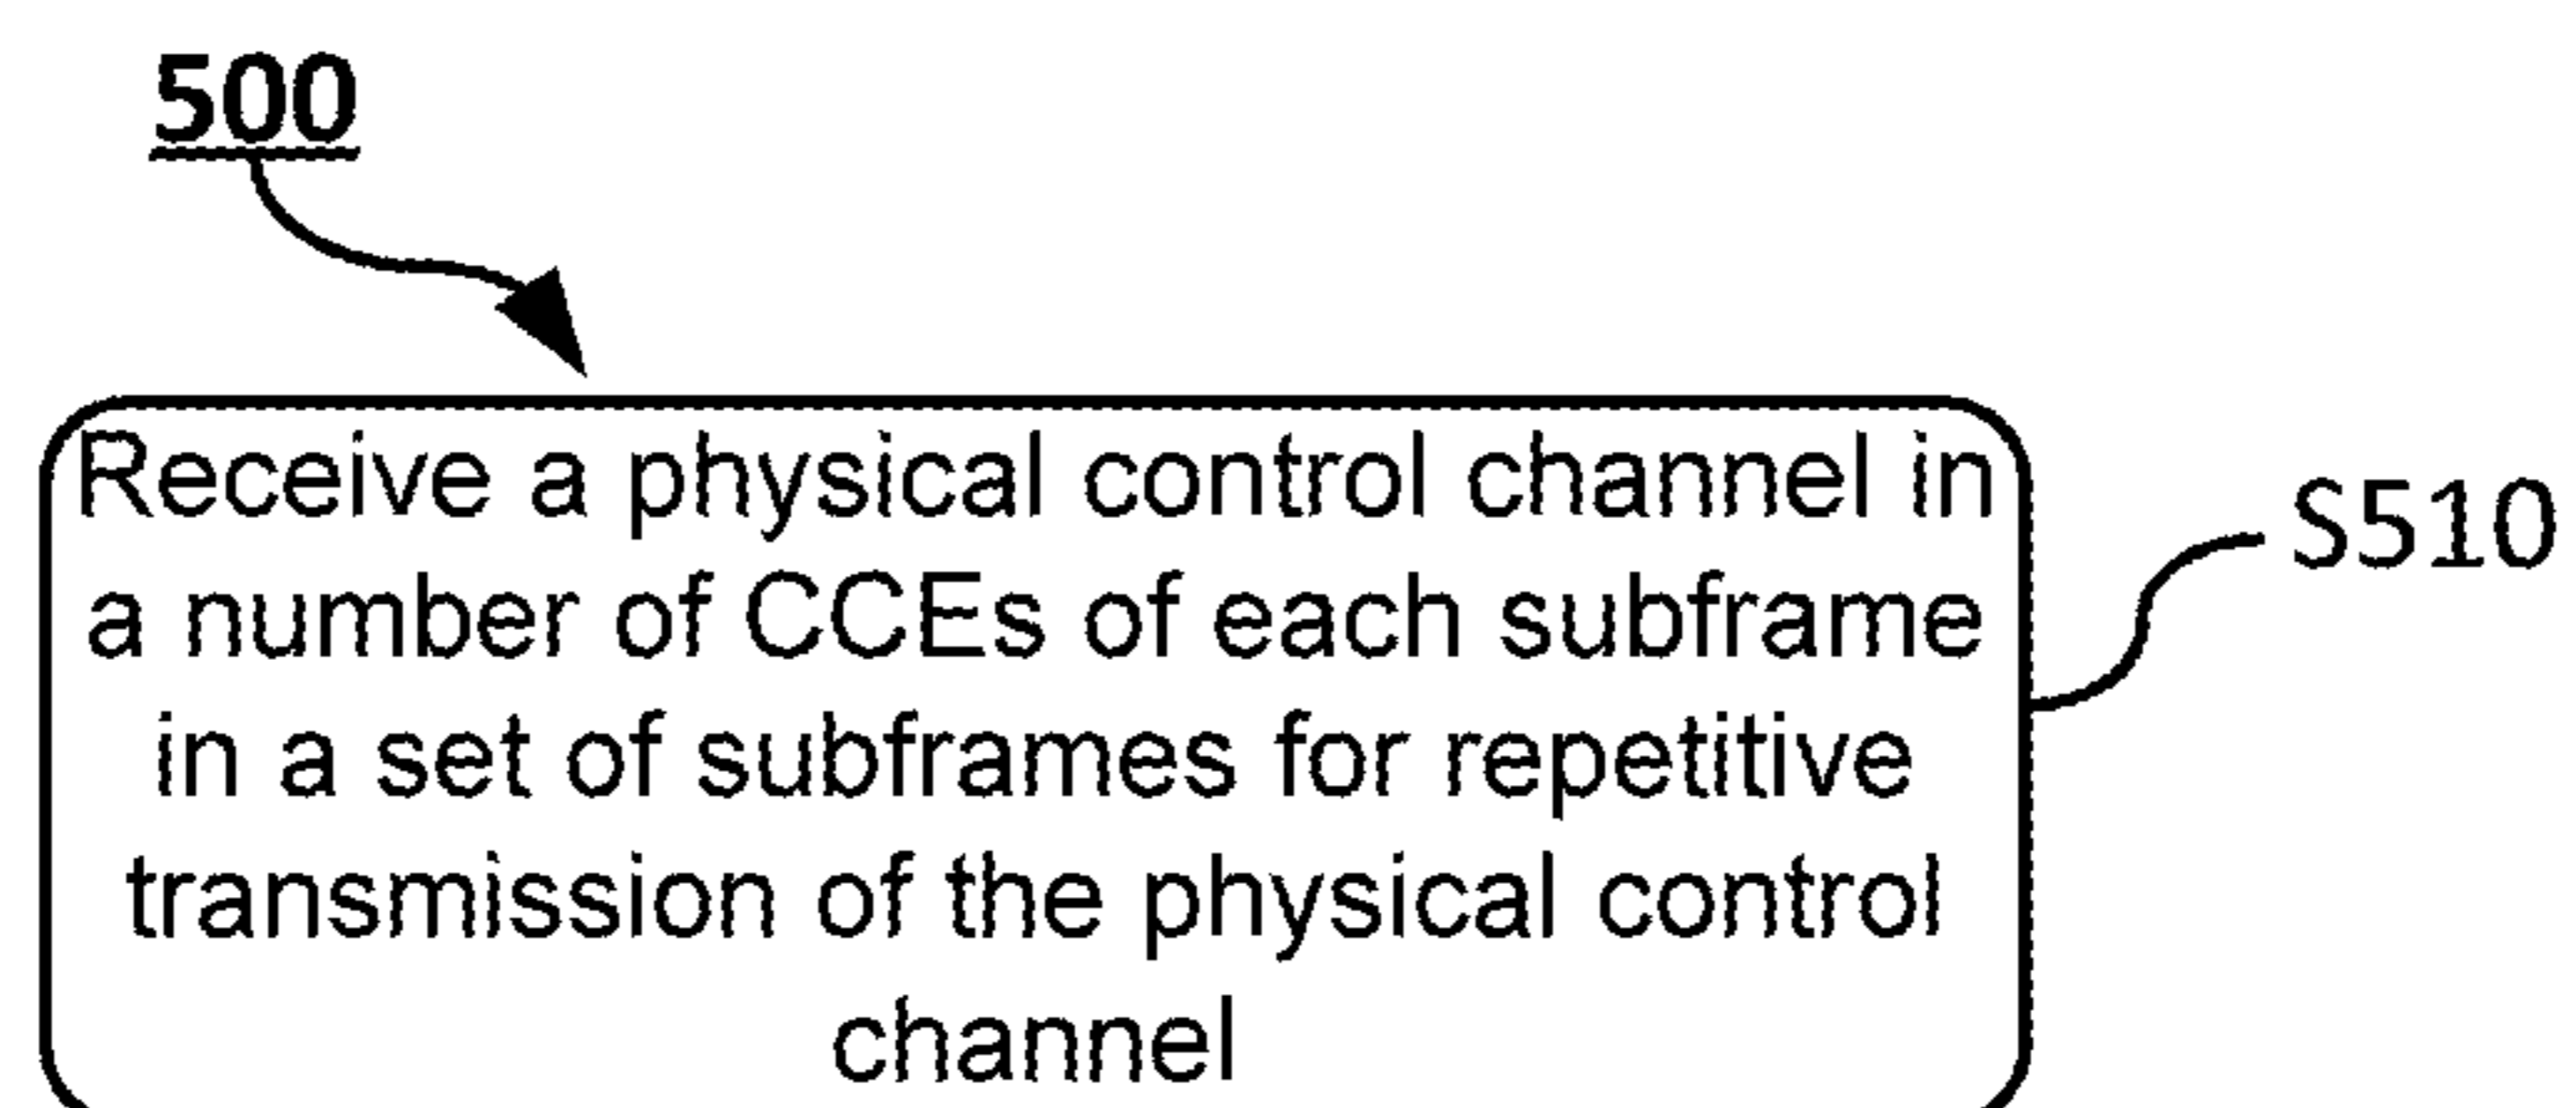 500
Receive a physical control channel in
a number of CCEs of each subframe
in a set of subframes for repetitive
transmission of the physical control
channel
S510